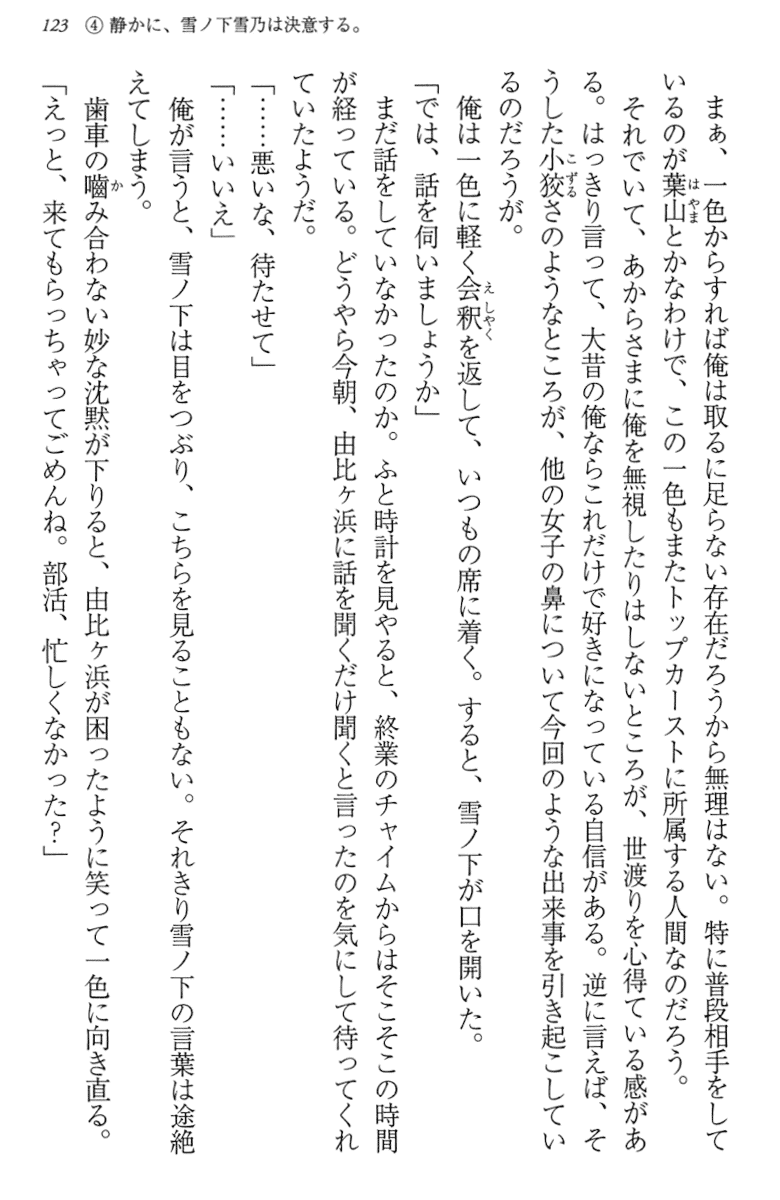 123 ④ 静かに、雪ノ下雪乃は決意する。
まぁ、一色からすれば俺は取るに足らない存在だろうから無理はない。特に普段相手をして
いるのが葉山とかなわけで、この一色もまたトップカーストに所属する人間なのだろう。
それでいて、あからさまに俺を無視したりはしないところが、世渡りを心得ている感があ
る。はっきり言って、大昔の俺ならこれだけで好きになっている自信がある。逆に言えば、そ
うした小狡さのようなところが、他の女子の鼻について今回のような出来事を引き起こしてい
るのだろうが。
俺は一色に軽く会釈を返して、いつもの席に着く。すると、雪ノ下が口を開いた。
「では、話を伺いましょうか」
まだ話をしていなかったのか。ふと時計を見やると、終業のチャイムからはそこそこの時間
が経っている。どうやら今朝、由比ヶ浜に話を聞くだけ聞くと言ったのを気にして待ってくれ
ていたようだ。
「……悪いな、待たせて」
「……いいえ」
俺が言うと、雪ノ下は目をつぶり、こちらを見ることもない。それきり雪ノ下の言葉は途絶
えてしまう。
歯車の嚙み合わない妙な沈黙が下りると、由比ヶ浜が困ったように笑って一色に向き直る。
「えっと、来てもらっちゃってごめんね。部活、忙しくなかった？」